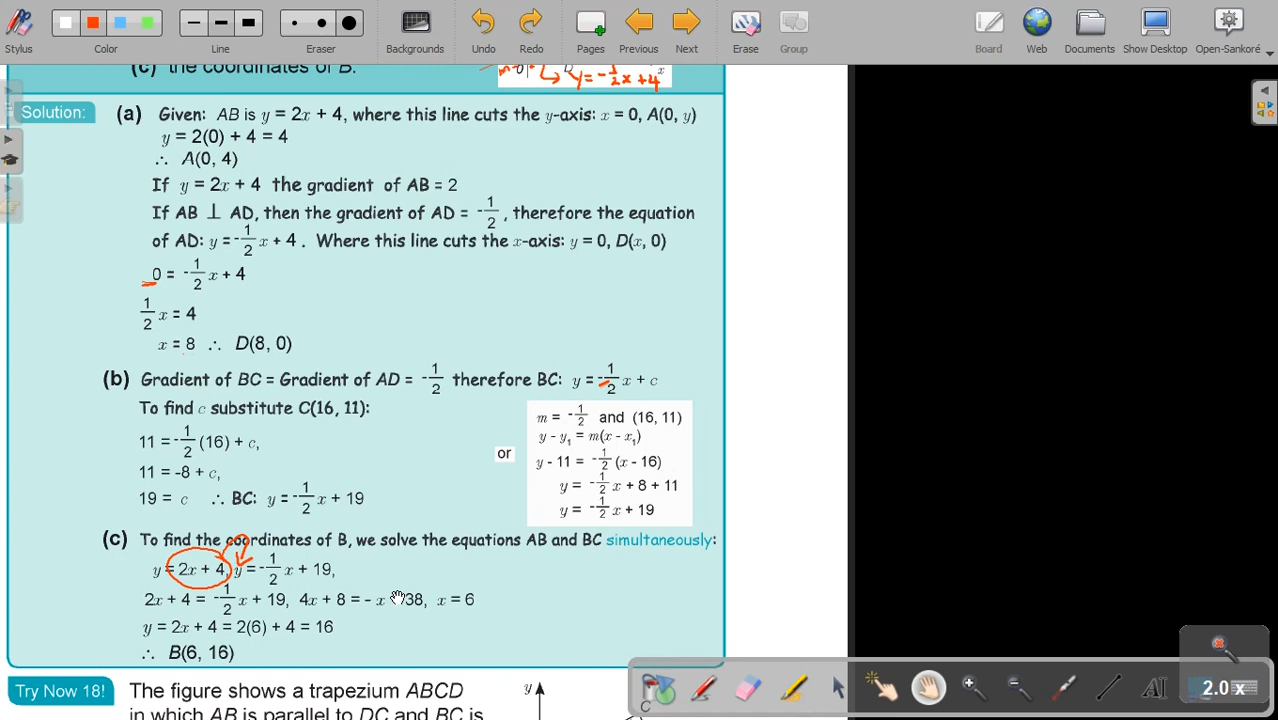 Stylus Color Line Eraser Backgrounds Undo Redo Pages Previous Next Erase Group Board Web Documents Show Desktop Open-Sankoré
(c) the coordinates of B.
y = -1/2 x + 4
x
Solution:
(a) Given: AB is y = 2x + 4, where this line cuts the y-axis: x = 0, A(0, y)
y = 2(0) + 4 = 4
∴ A(0, 4)
If y = 2x + 4 the gradient of AB = 2
If AB ⊥ AD, then the gradient of AD = -1/2, therefore the equation
of AD: y = -1/2 x + 4. Where this line cuts the x-axis: y = 0, D(x, 0)
0 = -1/2 x + 4
1/2 x = 4
x = 8 ∴ D(8, 0)
(b) Gradient of BC = Gradient of AD = -1/2 therefore BC: y = -1/2 x + c
To find c substitute C(16, 11):
11 = -1/2 (16) + c,
11 = -8 + c,
19 = c ∴ BC: y = -1/2 x + 19
or
m = -1/2 and (16, 11)
y - y₁ = m(x - x₁)
y - 11 = -1/2 (x - 16)
y = -1/2 x + 8 + 11
y = -1/2 x + 19
(c) To find the coordinates of B, we solve the equations AB and BC simultaneously:
y = 2x + 4, y = -1/2 x + 19,
2x + 4 = -1/2 x + 19, 4x + 8 = - x 38, x = 6
y = 2x + 4 = 2(6) + 4 = 16
∴ B(6, 16)
Try Now 18!
The figure shows a trapezium ABCD
in which AB is parallel to DC and BC is
y
2.0 x